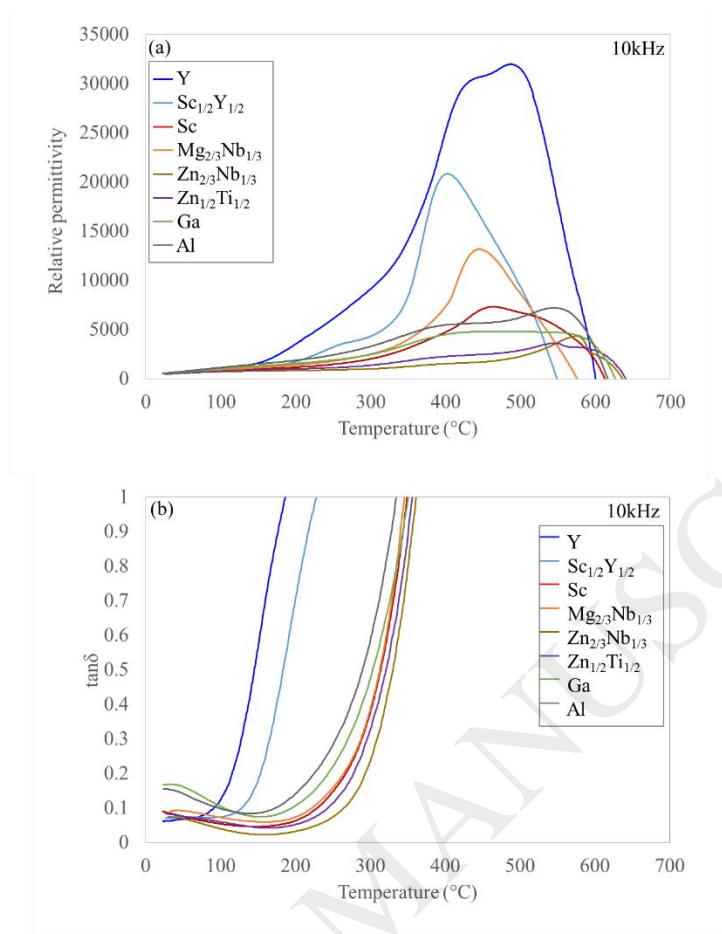 (a)
10kHz
35000
30000
25000
20000
15000
10000
5000
0
Relative permittivity
Y
Sc1/2Y1/2
Sc
Mg2/3Nb1/3
Zn2/3Nb1/3
Zn1/2Ti1/2
Ga
Al
0 100 200 300 400 500 600 700
Temperature (°C)
(b)
10kHz
1
0.9
0.8
0.7
0.6
0.5
0.4
0.3
0.2
0.1
0
tanδ
Y
Sc1/2Y1/2
Sc
Mg2/3Nb1/3
Zn2/3Nb1/3
Zn1/2Ti1/2
Ga
Al
0 100 200 300 400 500 600 700
Temperature (°C)
MANUSC